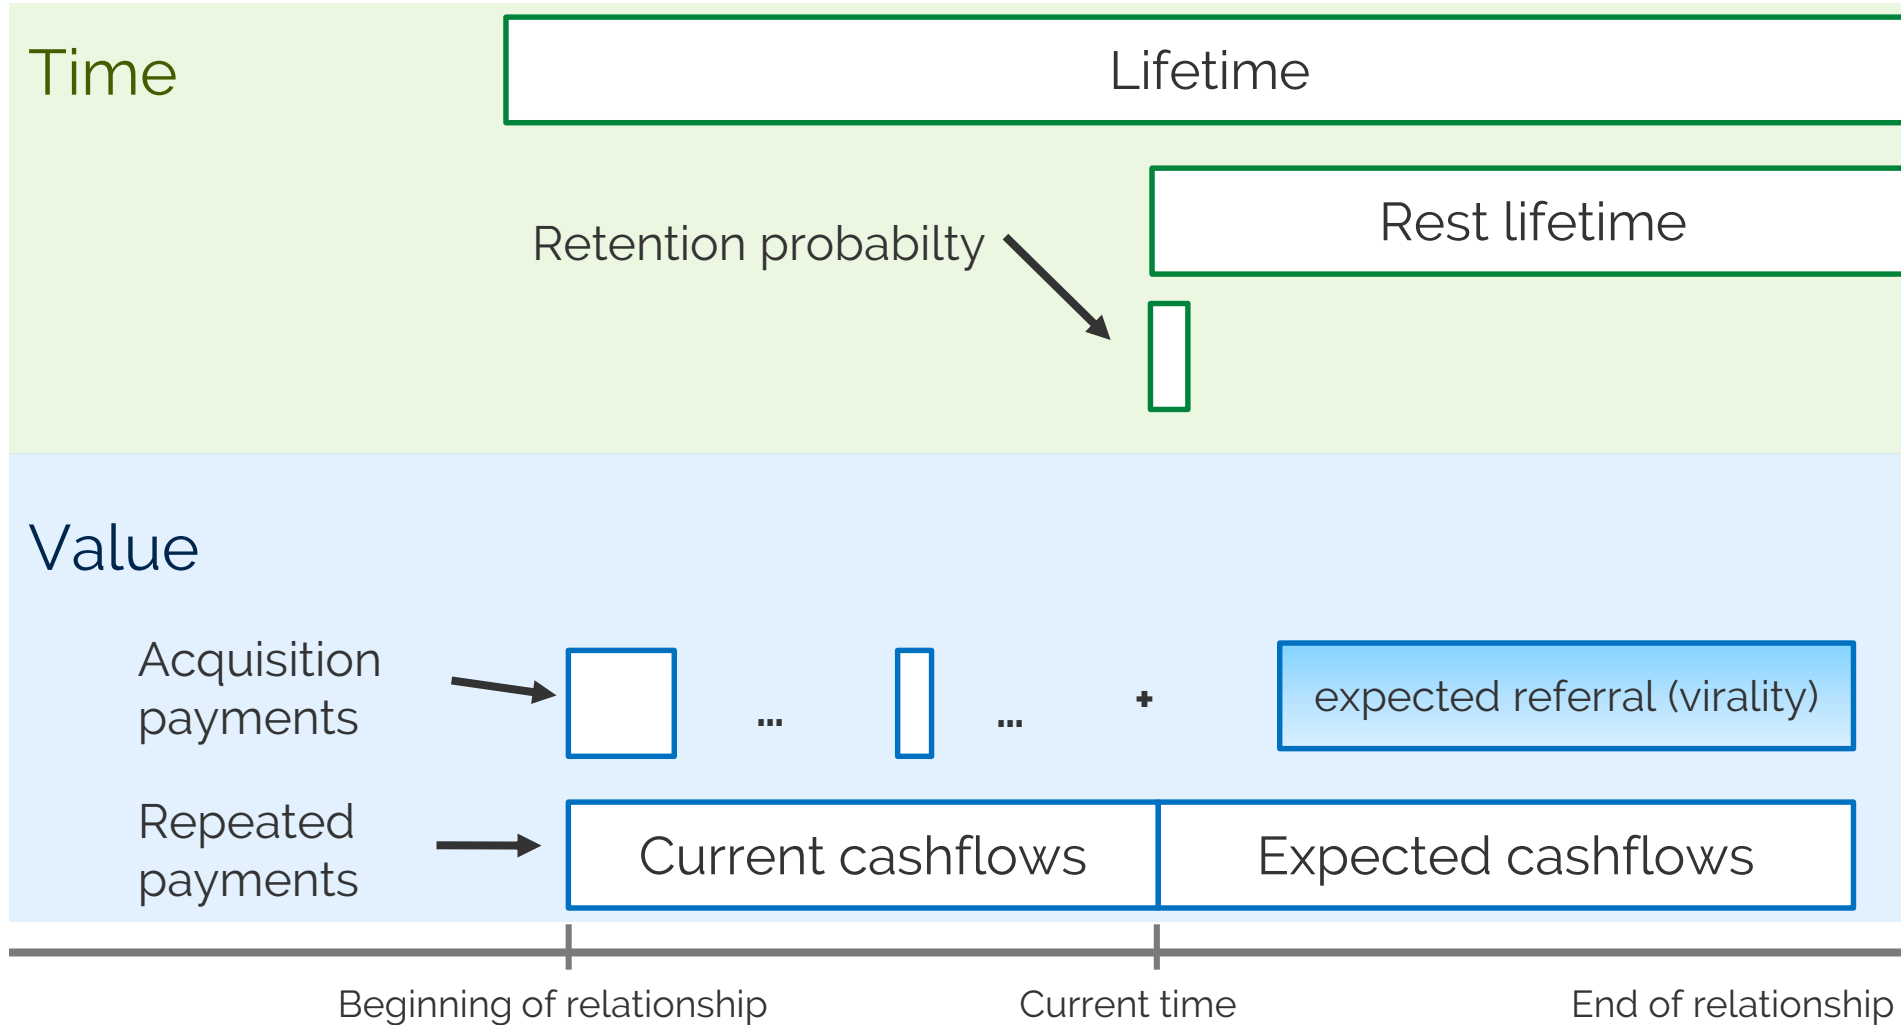 Time
Lifetime
Rest lifetime
Retention probabilty
Value
Acquisition
payments
...
...
+
expected referral (virality)
Repeated
payments
Current cashflows
Expected cashflows
Beginning of relationship
Current time
End of relationship